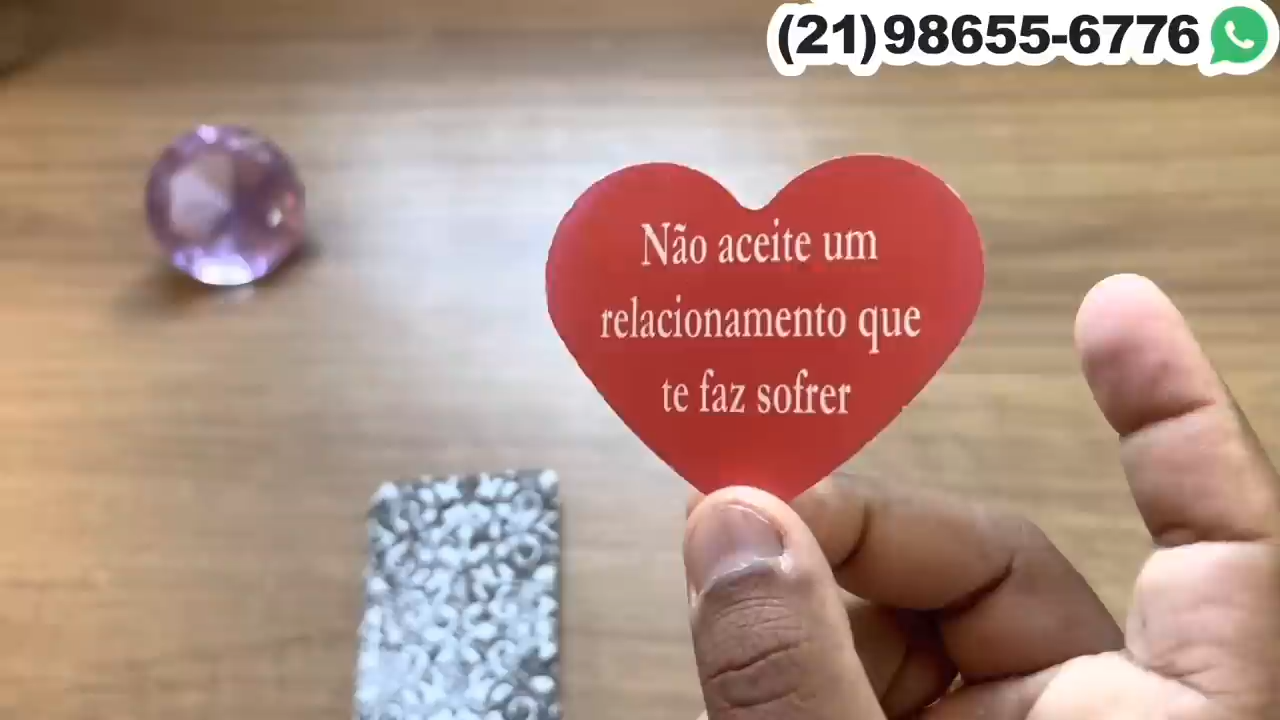 (21)98655-6776
Não aceite um
relacionamento que
te faz sofrer